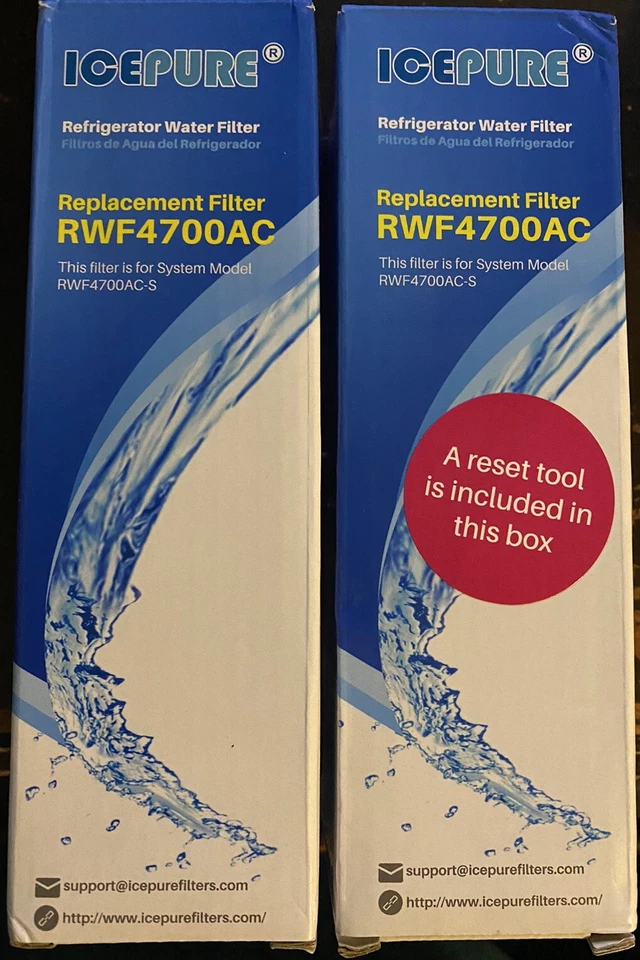 ICEPURE®
Refrigerator Water Filter
Filtros de Agua del Refrigerador
Replacement Filter
RWF4700AC
This filter is for System Model
RWF4700AC-S
support@icepurefilters.com
http://www.icepurefilters.com/
ICEPURE®
Refrigerator Water Filter
Filtros de Agua del Refrigerador
Replacement Filter
RWF4700AC
This filter is for System Model
RWF4700AC-S
A reset tool
is included in
this box
support@icepurefilters.com
http://www.icepurefilters.com/